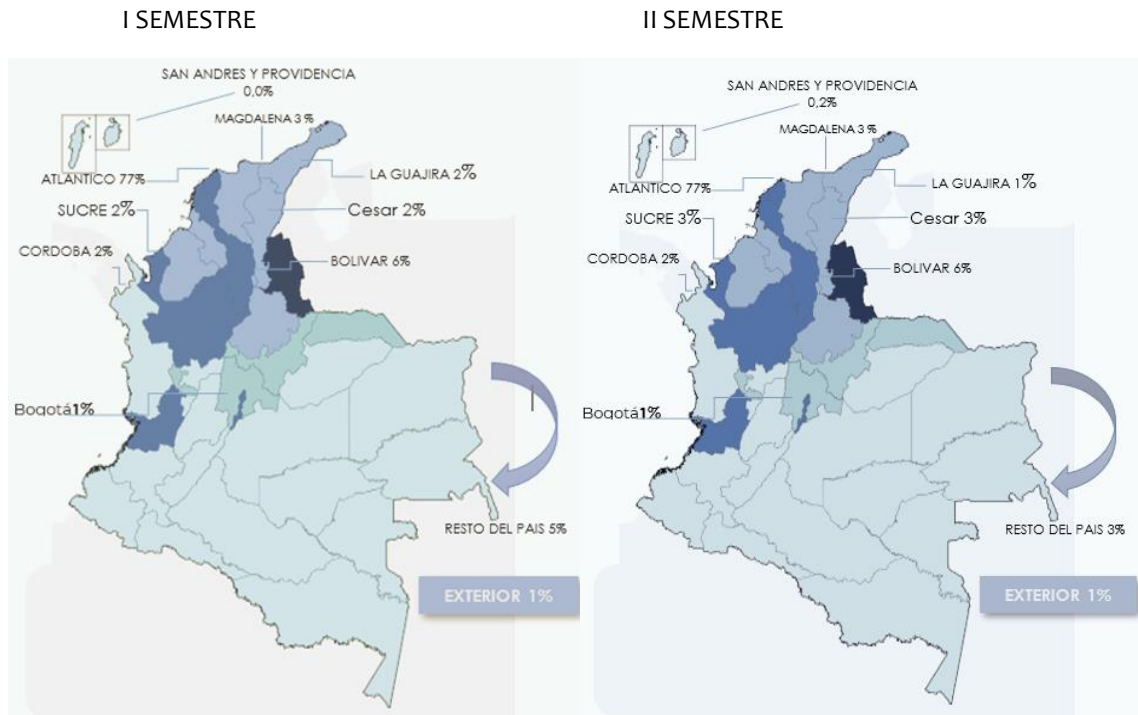 I SEMESTRE
SAN ANDRES Y PROVIDENCIA
0,0%
MAGDALENA 3 %
LA GUAJIRA 2%
ATLANTICO 77%
SUCRE 2%
Cesar 2%
CORDOBA 2%
BOLIVAR 6%
Bogotá1%
RESTO DEL PAIS 5%
EXTERIOR 1%
II SEMESTRE
SAN ANDRES Y PROVIDENCIA
0,2%
MAGDALENA 3 %
LA GUAJIRA 1%
ATLANTICO 77%
SUCRE 3%
Cesar 3%
CORDOBA 2%
BOLIVAR 6%
Bogotá1%
RESTO DEL PAIS 3%
EXTERIOR 1%